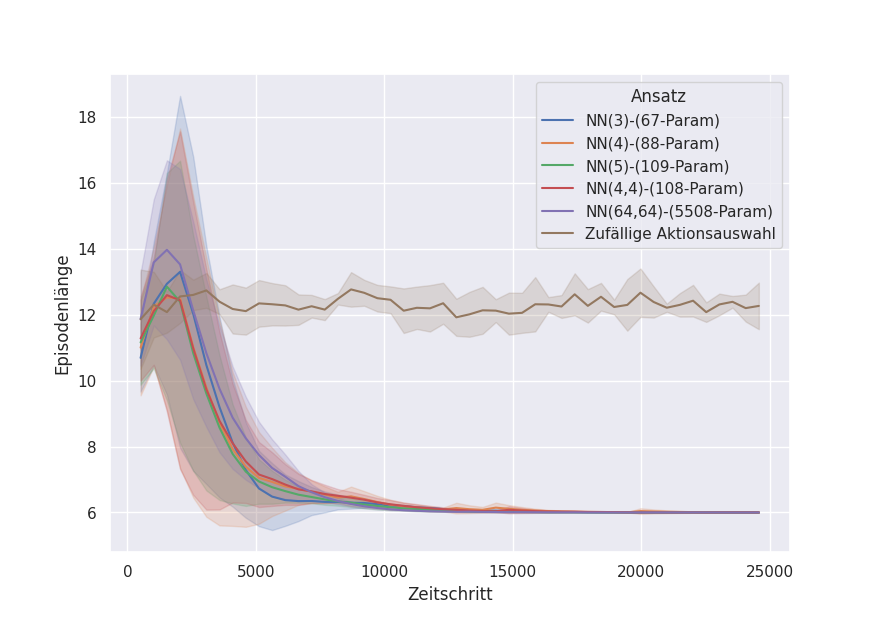 Ansatz
NN(3)-(67-Param)
NN(4)-(88-Param)
NN(5)-(109-Param)
NN(4,4)-(108-Param)
NN(64,64)-(5508-Param)
Zufällige Aktionsauswahl
Episodenlänge
18
16
14
12
10
8
6
0 5000 10000 15000 20000 25000
Zeitschritt